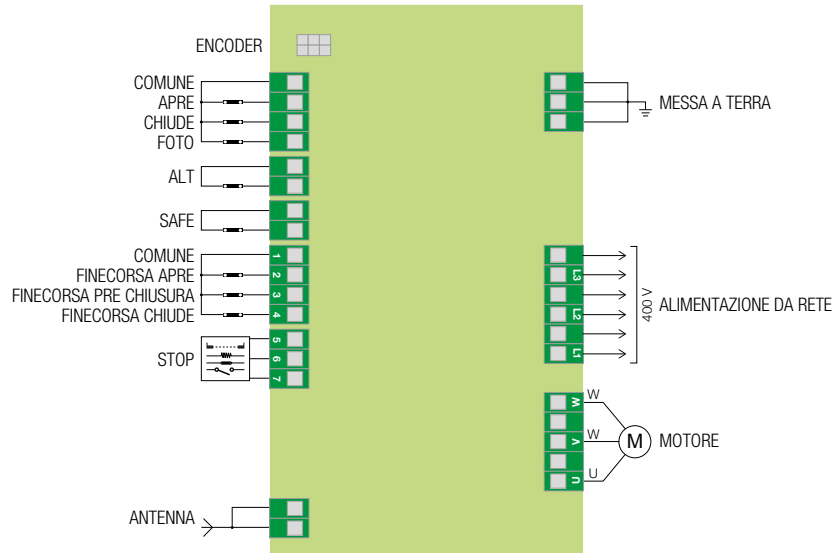 ENCODER
COMUNE
APRE
CHIUDE
FOTO
ALT
SAFE
COMUNE
FINECORSA APRE
FINECORSA PRE CHIUSURA
FINECORSA CHIUDE
STOP
ANTENNA
1
2
3
4
5
6
7
MESSA A TERRA
L3
L2
L1
400 V
ALIMENTAZIONE DA RETE
W
V
U
W
W
U
M
MOTORE